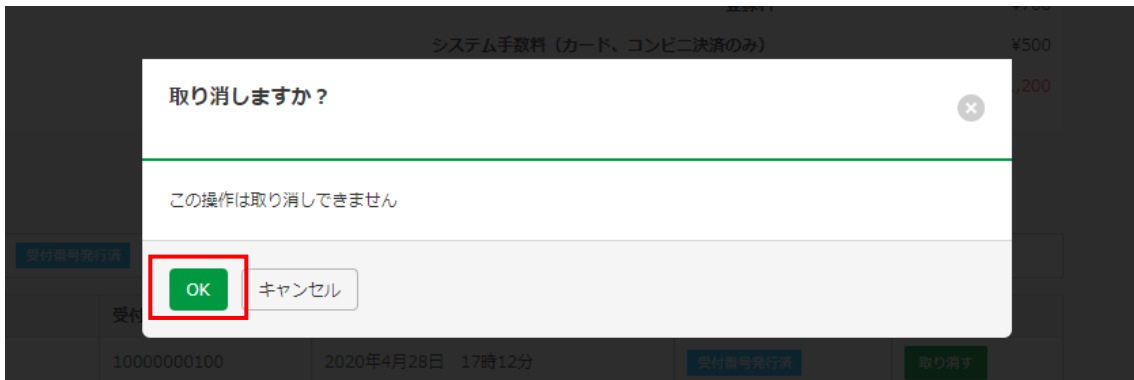 システム手数料（カード、コンビニ決済のみ） ¥500
,200
取り消しますか？
この操作は取り消しできません
受付番号発行済
OK キャンセル
受付
10000000100 2020年4月28日 17時12分 受付番号発行済 取り消す